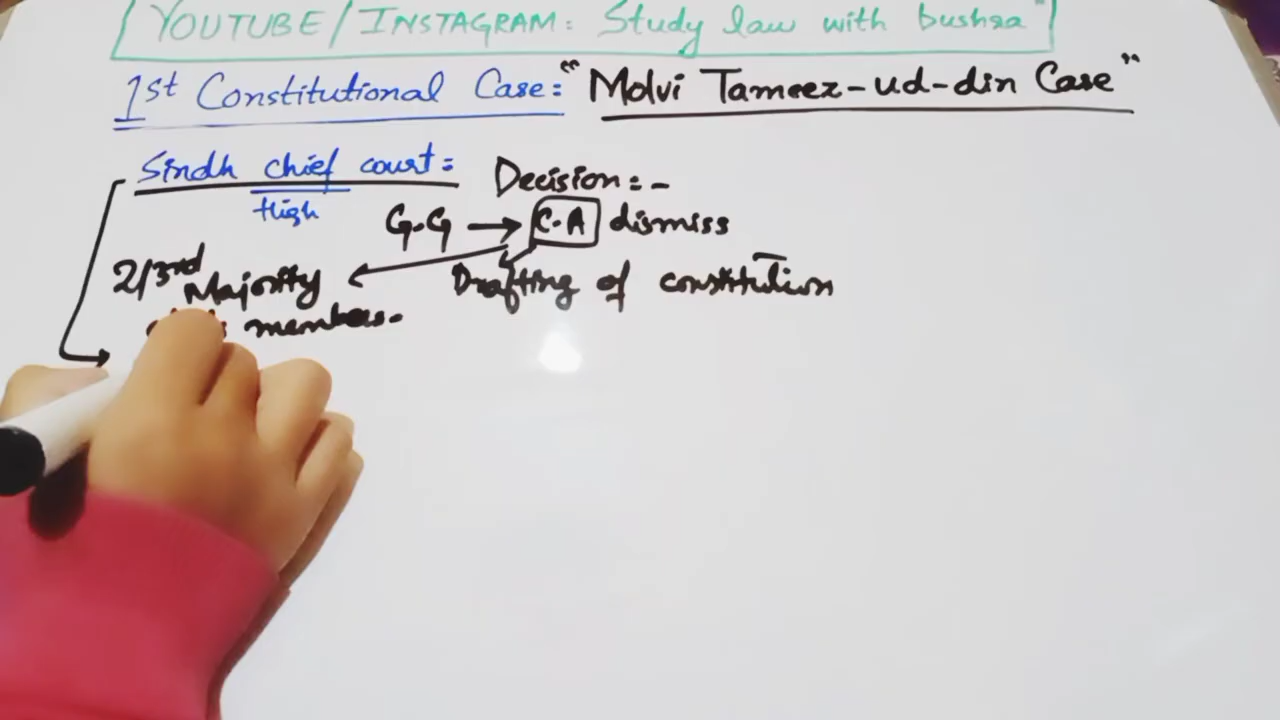 YOUTUBE/INSTAGRAM: Study law with bushra"
1st Constitutional Case: "Molvi Tameez-ud-din Case"
Sindh chief court:
High
Decision:-
G.G → C.A dismiss
2/3rd Majority
Drafting of constitution
members.